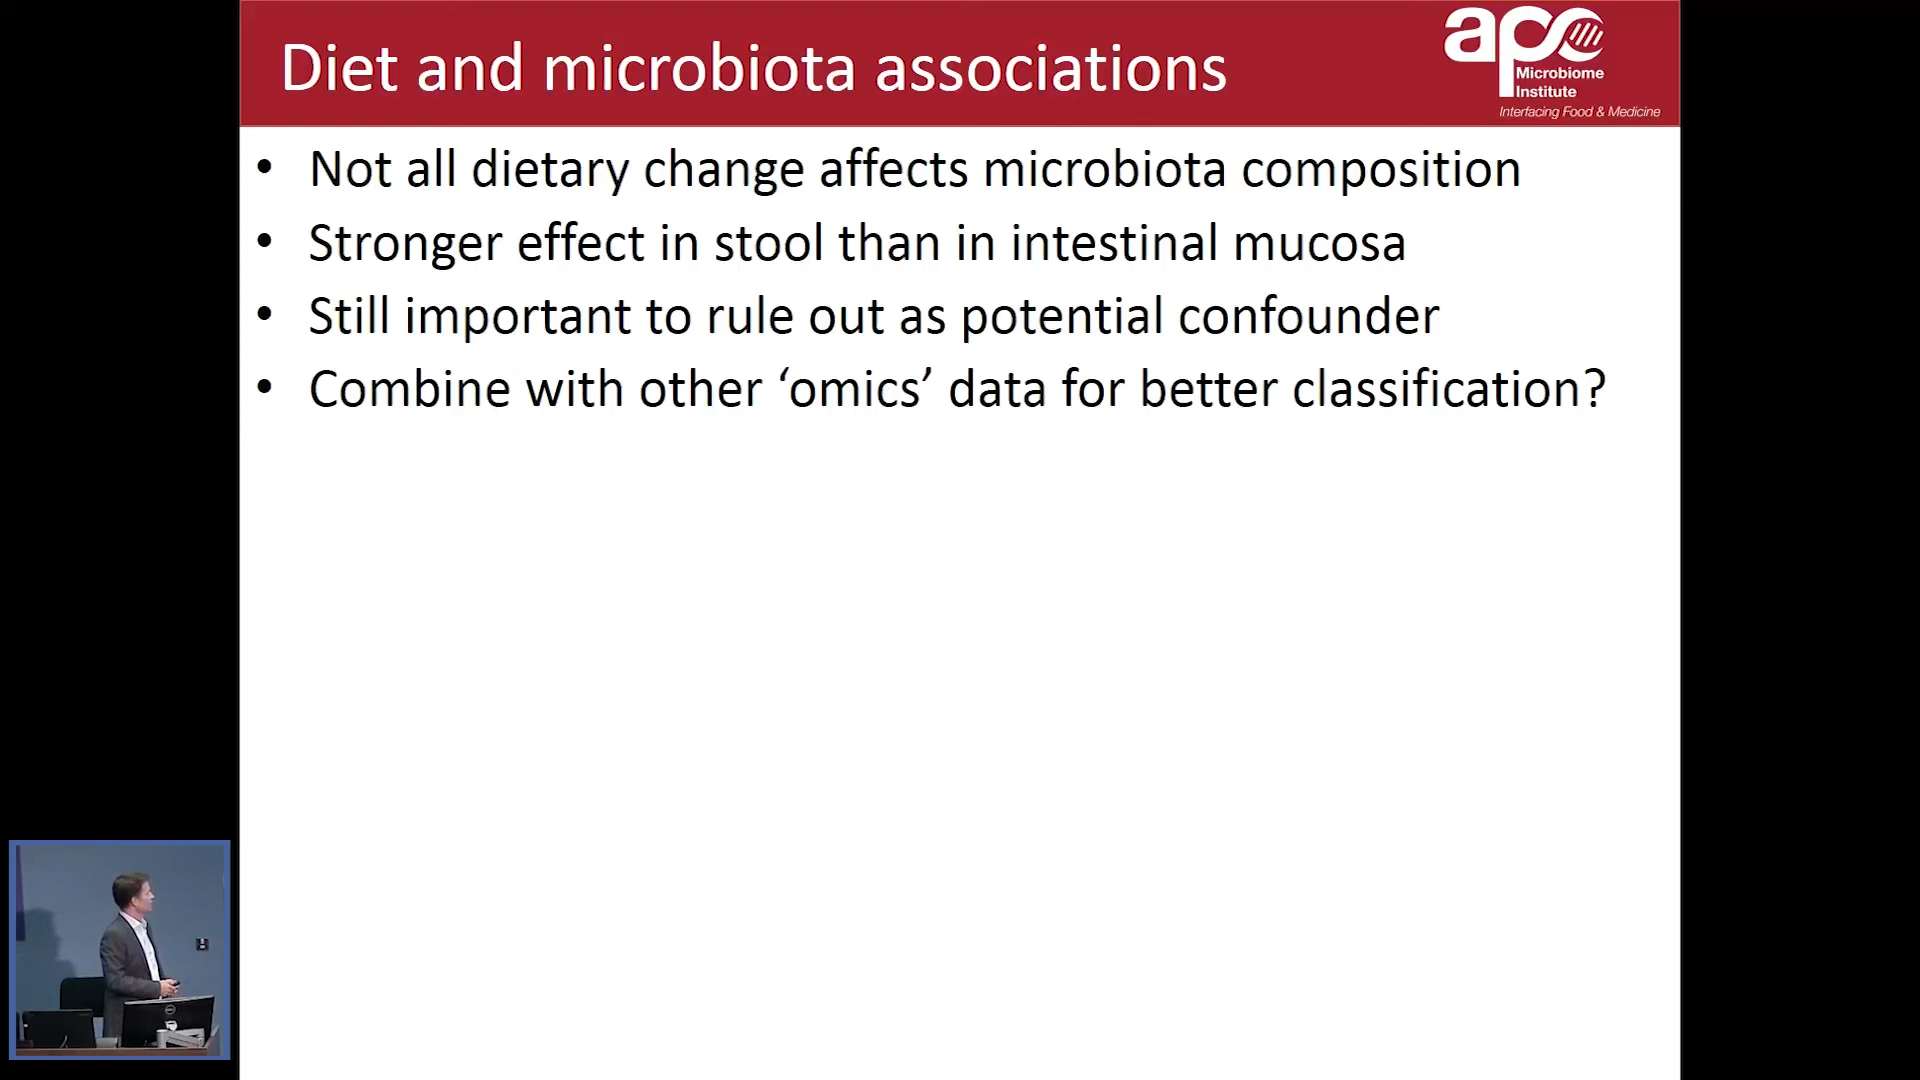 Diet and microbiota associations
apc
Microbiome
Institute
Interfacing Food & Medicine
• Not all dietary change affects microbiota composition
• Stronger effect in stool than in intestinal mucosa
• Still important to rule out as potential confounder
• Combine with other ‘omics’ data for better classification?